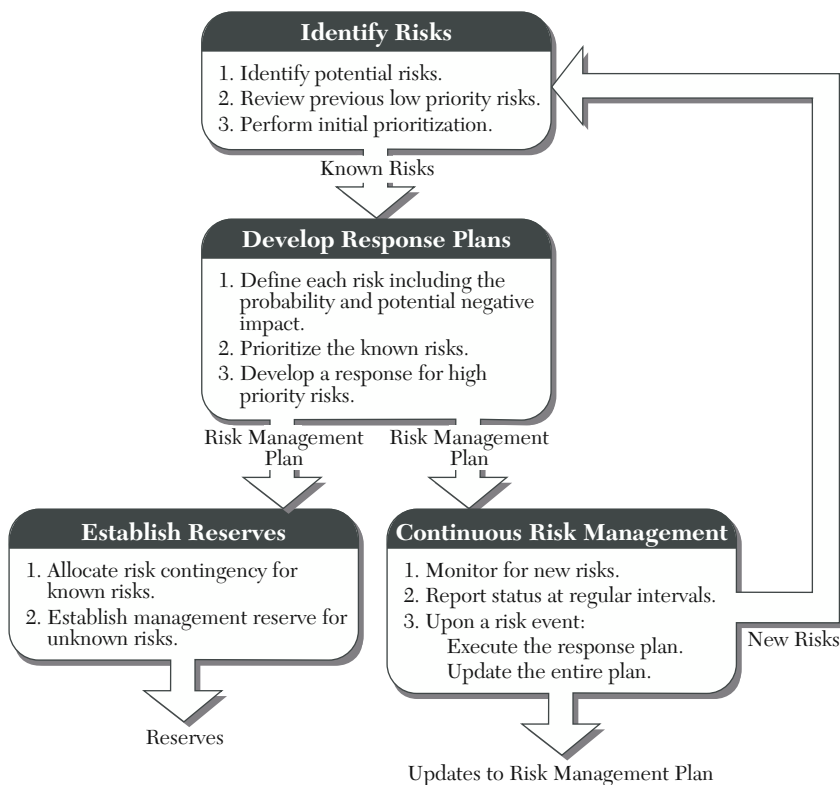 Identify Risks
1. Identify potential risks.
2. Review previous low priority risks.
3. Perform initial prioritization.
Known Risks
Develop Response Plans
1. Define each risk including the
probability and potential negative
impact.
2. Prioritize the known risks.
3. Develop a response for high
priority risks.
Risk Management
Plan
Risk Management
Plan
Establish Reserves
1. Allocate risk contingency for
known risks.
2. Establish management reserve for
unknown risks.
Reserves
Continuous Risk Management
1. Monitor for new risks.
2. Report status at regular intervals.
3. Upon a risk event:
Execute the response plan.
Update the entire plan.
New Risks
Updates to Risk Management Plan